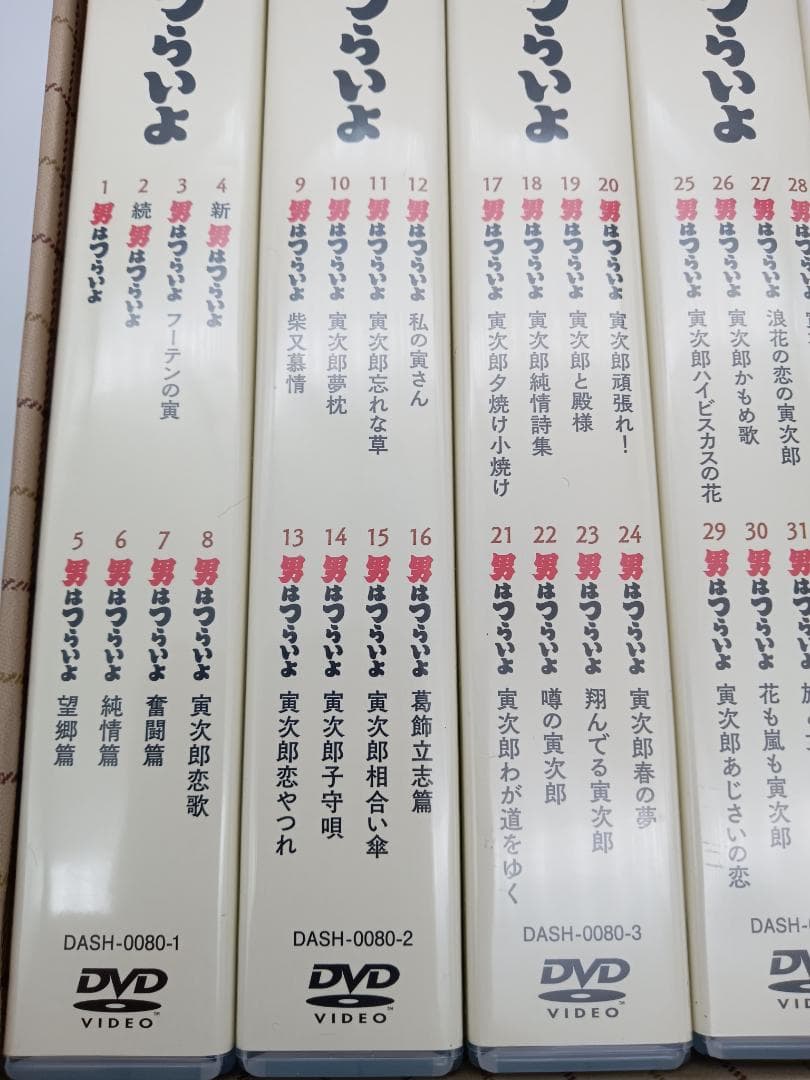 つらいよ
1 男はつらいよ
2 続 男はつらいよ
3 男はつらいよ フーテンの寅
4 新 男はつらいよ
5 男はつらいよ 望郷篇
6 男はつらいよ 純情篇
7 男はつらいよ 奮闘篇
8 男はつらいよ 寅次郎恋歌
DASH-0080-1
DVD
VIDEO
TM
つらいよ
9 男はつらいよ 柴又慕情
10 男はつらいよ 寅次郎夢枕
11 男はつらいよ 寅次郎忘れな草
12 男はつらいよ 私の寅さん
13 男はつらいよ 寅次郎恋やつれ
14 男はつらいよ 寅次郎子守唄
15 男はつらいよ 寅次郎相合い傘
16 男はつらいよ 葛飾立志篇
DASH-0080-2
DVD
VIDEO
TM
つらいよ
17 男はつらいよ 寅次郎夕焼け小焼け
18 男はつらいよ 寅次郎純情詩集
19 男はつらいよ 寅次郎と殿様
20 男はつらいよ 寅次郎頑張れ!
21 男はつらいよ 寅次郎わが道をゆく
22 男はつらいよ 噂の寅次郎
23 男はつらいよ 翔んでる寅次郎
24 男はつらいよ 寅次郎春の夢
DASH-0080-3
DVD
VIDEO
TM
つらいよ
25 男はつらいよ 寅次郎ハイビスカスの花
26 男はつらいよ 寅次郎かもめ歌
27 男はつらいよ 浪花の恋の寅次郎
28 男はつらいよ
29 男はつらいよ 寅次郎あじさいの恋
30 男はつらいよ 花も嵐も寅次郎
31 男はつらいよ
DASH-